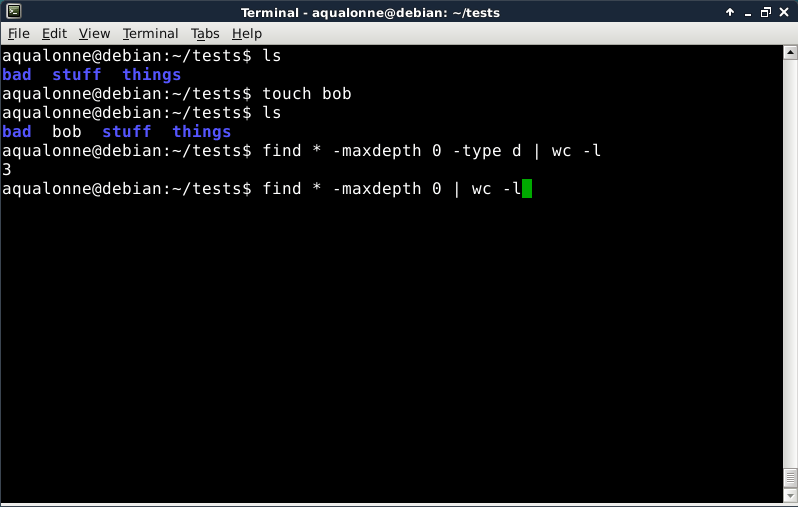 Terminal - aqualonne@debian: ~/tests
File Edit View Terminal Tabs Help
aqualonne@debian:~/tests$ ls
bad  stuff  things
aqualonne@debian:~/tests$ touch bob
aqualonne@debian:~/tests$ ls
bad  bob  stuff  things
aqualonne@debian:~/tests$ find * -maxdepth 0 -type d | wc -l
3
aqualonne@debian:~/tests$ find * -maxdepth 0 | wc -l